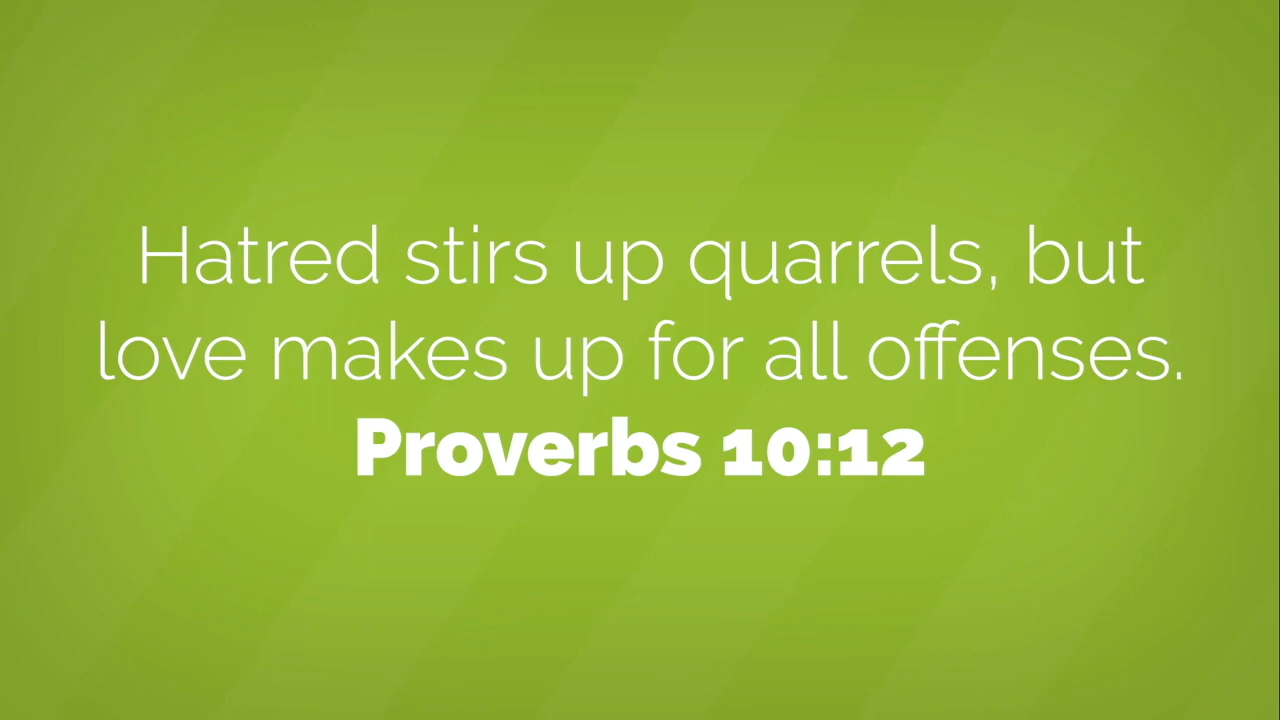 Hatred stirs up quarrels, but
love makes up for all offenses.
Proverbs 10:12